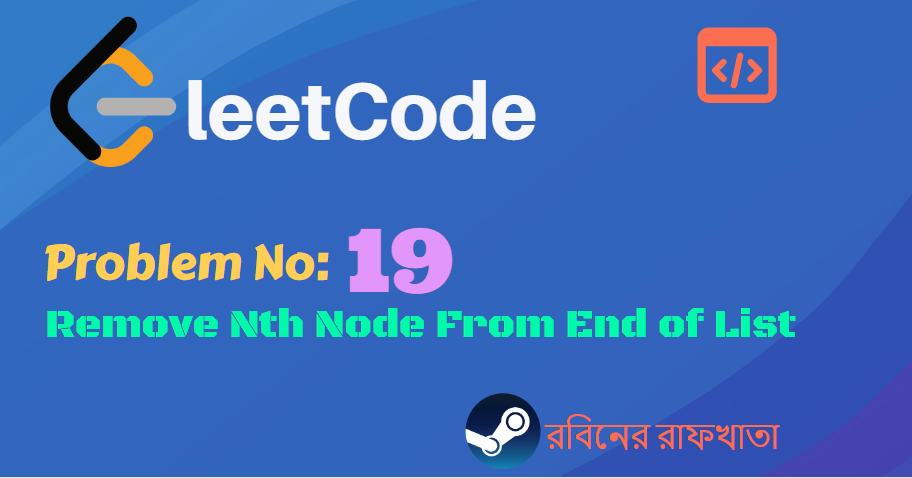 leetCode
</>
Problem No: 19
Remove Nth Node From End of List
রবিনের রাফখাতা